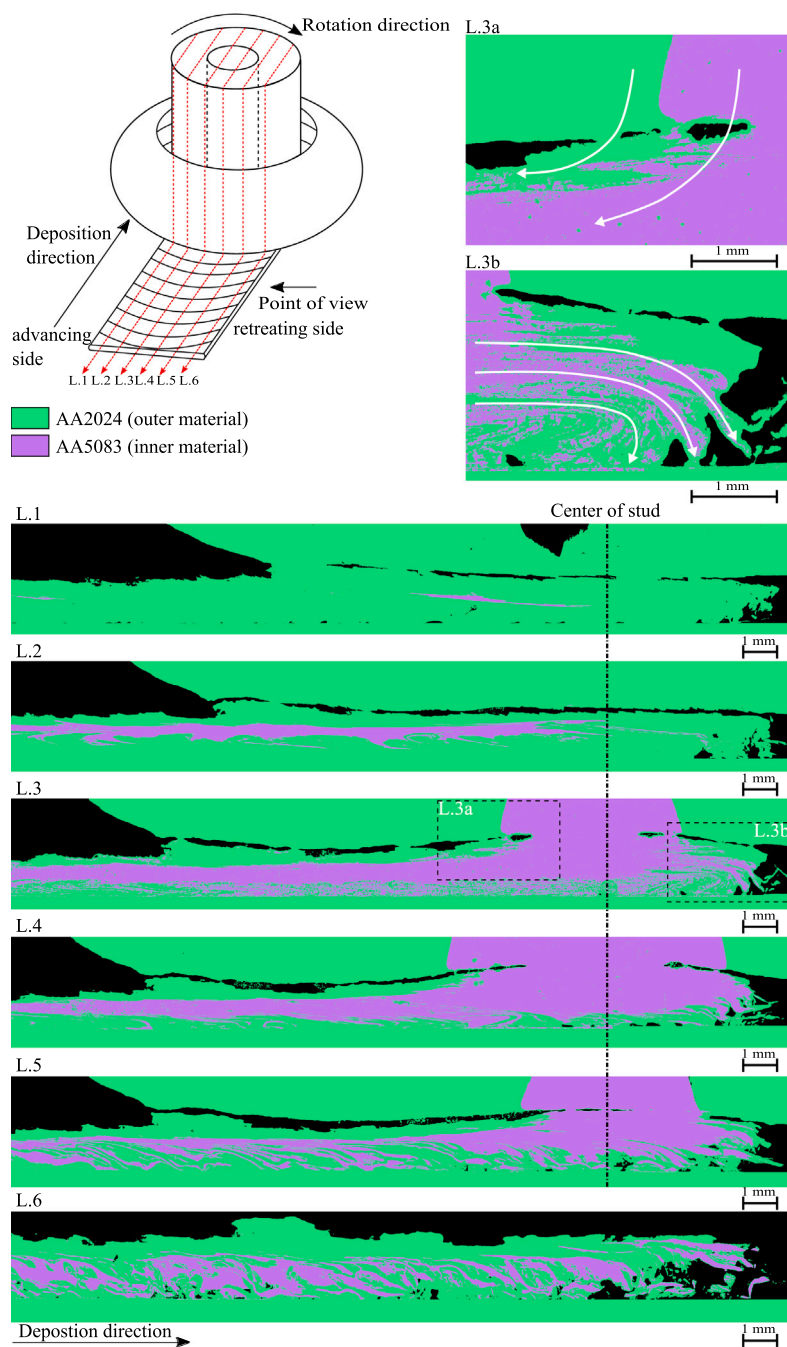 Rotation direction
Deposition
direction
Point of view
advancing
side
retreating side
L.1 L.2 L.3 L.4 L.5 L.6
AA2024 (outer material)
AA5083 (inner material)
L.3a
1 mm
L.3b
1 mm
Center of stud
L.1
1 mm
L.2
1 mm
L.3
L.3a
L.3b
1 mm
L.4
1 mm
L.5
1 mm
L.6
1 mm
Depostion direction